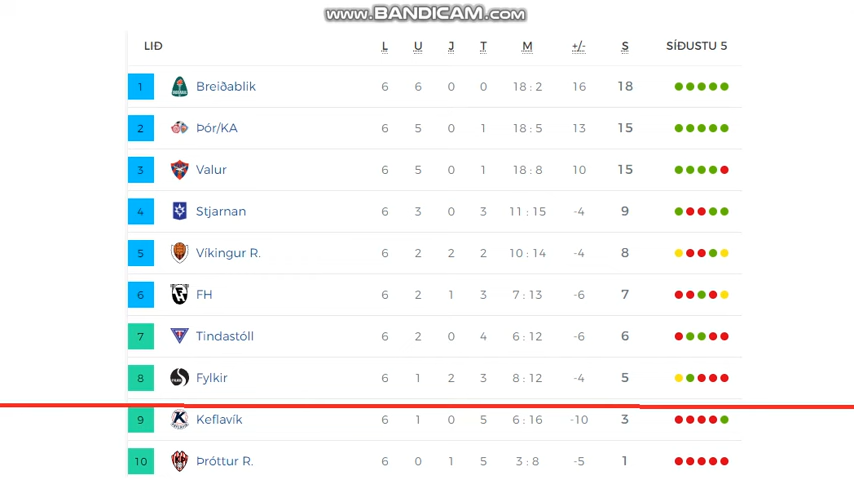 www.BANDICAM.com
LIÐ L U J T M +/- S SÍÐUSTU 5
1 Breiðablik 6 6 0 0 18 : 2 16 18
2 Þór/KA 6 5 0 1 18 : 5 13 15
3 Valur 6 5 0 1 18 : 8 10 15
4 Stjarnan 6 3 0 3 11 : 15 -4 9
5 Víkingur R. 6 2 2 2 10 : 14 -4 8
6 FH 6 2 1 3 7 : 13 -6 7
7 Tindastóll 6 2 0 4 6 : 12 -6 6
8 Fylkir 6 1 2 3 8 : 12 -4 5
9 Keflavík 6 1 0 5 6 : 16 -10 3
10 Þróttur R. 6 0 1 5 3 : 8 -5 1